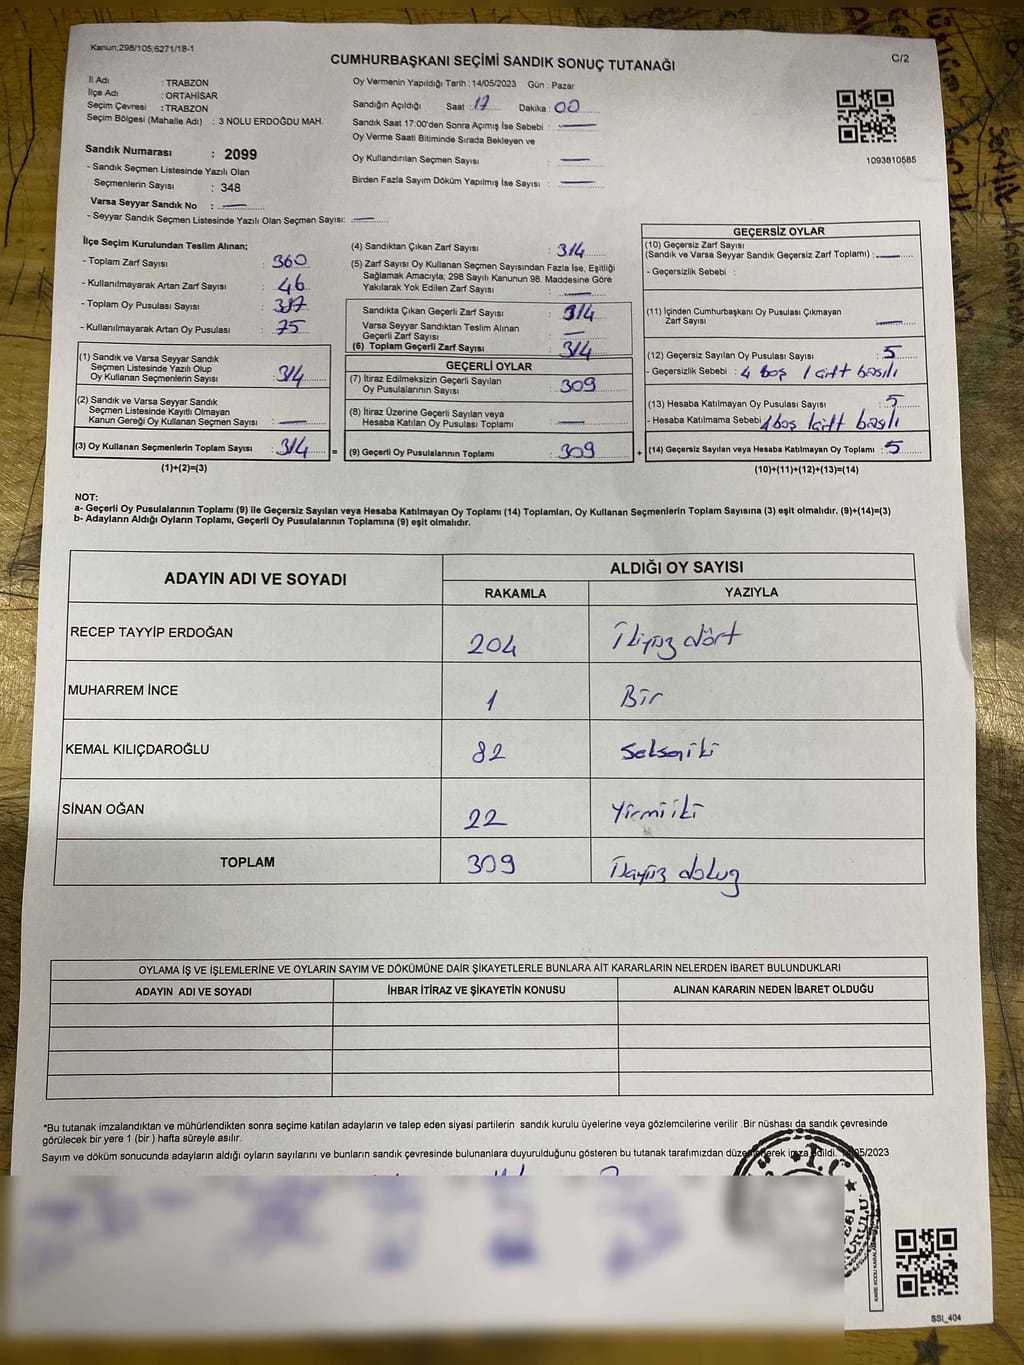 Kanun,298/105,6271/18-1
CUMHURBAŞKANI SEÇİMİ SANDIK SONUÇ TUTANAĞI
C/2
İl Adı : TRABZON
İlçe Adı : ORTAHİSAR
Seçim Çevresi : TRABZON
Seçim Bölgesi (Mahalle Adı) : 3 NOLU ERDOĞDU MAH.
Sandık Numarası : 2099
- Sandık Seçmen Listesinde Yazılı Olan
Seçmenlerin Sayısı : 348
Varsa Seyyar Sandık No : —
- Seyyar Sandık Seçmen Listesinde Yazılı Olan Seçmen Sayısı: —
Oy Vermenin Yapıldığı Tarih : 14/05/2023 Gün : Pazar
Sandığın Açıldığı Saat : 17 Dakika : 00
Sandık Saat 17:00'den Sonra Açımış İse Sebebi : —
Oy Verme Saati Bitiminde Sırada Bekleyen ve
Oy Kullandırılan Seçmen Sayısı : —
Birden Fazla Sayım Döküm Yapılmış İse Sayısı : —
1093810585
İlçe Seçim Kurulundan Teslim Alınan;
- Toplam Zarf Sayısı : 360
- Kullanılmayarak Artan Zarf Sayısı : 46
- Toplam Oy Pusulası Sayısı :
- Kullanılmayarak Artan Oy Pusulası : 75
(1) Sandık ve Varsa Seyyar Sandık
Seçmen Listesinde Yazılı Olup
Oy Kullanan Seçmenlerin Sayısı : 314
(2) Sandık ve Varsa Seyyar Sandık
Seçmen Listesinde Kayıtlı Olmayan
Kanun Gereği Oy Kullanan Seçmen Sayısı : —
(3) Oy Kullanan Seçmenlerin Toplam Sayısı : 314
(1)+(2)=(3)
(4) Sandıktan Çıkan Zarf Sayısı : 314
(5) Zarf Sayısı Oy Kullanan Seçmen Sayısından Fazla İse, Eşitliği
Sağlamak Amacıyla; 298 Sayılı Kanunun 98. Maddesine Göre
Yakılarak Yok Edilen Zarf Sayısı : —
Sandıkta Çıkan Geçerli Zarf Sayısı : 314
Varsa Seyyar Sandıktan Teslim Alınan
Geçerli Zarf Sayısı : —
(6) Toplam Geçerli Zarf Sayısı : 314
GEÇERLİ OYLAR
(7) İtiraz Edilmeksizin Geçerli Sayılan
Oy Pusulalarının Sayısı : 309
(8) İtiraz Üzerine Geçerli Sayılan veya
Hesaba Katılan Oy Pusulaları Toplamı : —
= (9) Geçerli Oy Pusulalarının Toplamı : 309 +
GEÇERSİZ OYLAR
(10) Geçersiz Zarf Sayısı
(Sandık ve Varsa Seyyar Sandık Geçersiz Zarf Toplamı) : —
- Geçersizlik Sebebi :
(11) İçinden Cumhurbaşkanı Oy Pusulası Çıkmayan
Zarf Sayısı : —
(12) Geçersiz Sayılan Oy Pusulası Sayısı : 5
- Geçersizlik Sebebi : 4 boş 1 çift basılı
(13) Hesaba Katılmayan Oy Pusulası Sayısı : 5
- Hesaba Katılmama Sebebi : 4 boş 1 çift basılı
(14) Geçersiz Sayılan veya Hesaba Katılmayan Oy Toplamı : 5
(10)+(11)+(12)+(13)=(14)
NOT:
a- Geçerli Oy Pusulalarının Toplamı (9) ile Geçersiz Sayılan veya Hesaba Katılmayan Oy Toplamı (14) Toplamları, Oy Kullanan Seçmenlerin Toplam Sayısına (3) eşit olmalıdır. (9)+(14)=(3)
b- Adayların Aldığı Oyların Toplamı, Geçerli Oy Pusulalarının Toplamına (9) eşit olmalıdır.
ADAYIN ADI VE SOYADI ALDIĞI OY SAYISI
RAKAMLA YAZIYLA
RECEP TAYYİP ERDOĞAN 204 İkiyüz dört
MUHARREM İNCE 1 Bir
KEMAL KILIÇDAROĞLU 82 Seksen iki
SİNAN OĞAN 22 Yirmi iki
TOPLAM 309 Üçyüz dokuz
OYLAMA İŞ VE İŞLEMLERİNE VE OYLARIN SAYIM VE DÖKÜMÜNE DAİR ŞİKAYETLERLE BUNLARA AİT KARARLARIN NELERDEN İBARET BULUNDUKLARI
ADAYIN ADI VE SOYADI İHBAR İTİRAZ VE ŞİKAYETİN KONUSU ALINAN KARARIN NEDEN İBARET OLDUĞU
*Bu tutanak imzalandıktan ve mühürlendikten sonra seçime katılan adayların ve talep eden siyasi partilerin sandık kurulu üyelerine veya gözlemcilerine verilir .Bir nüshası da sandık çevresinde
görülecek bir yere 1 (bir ) hafta süreyle asılır.
Sayım ve döküm sonucunda adayların aldığı oyların sayılarını ve bunların sandık çevresinde bulunanlara duyurulduğunu gösteren bu tutanak tarafımızdan düzenlenerek imza edildi. 14/05/2023
T.C.
SSI_404